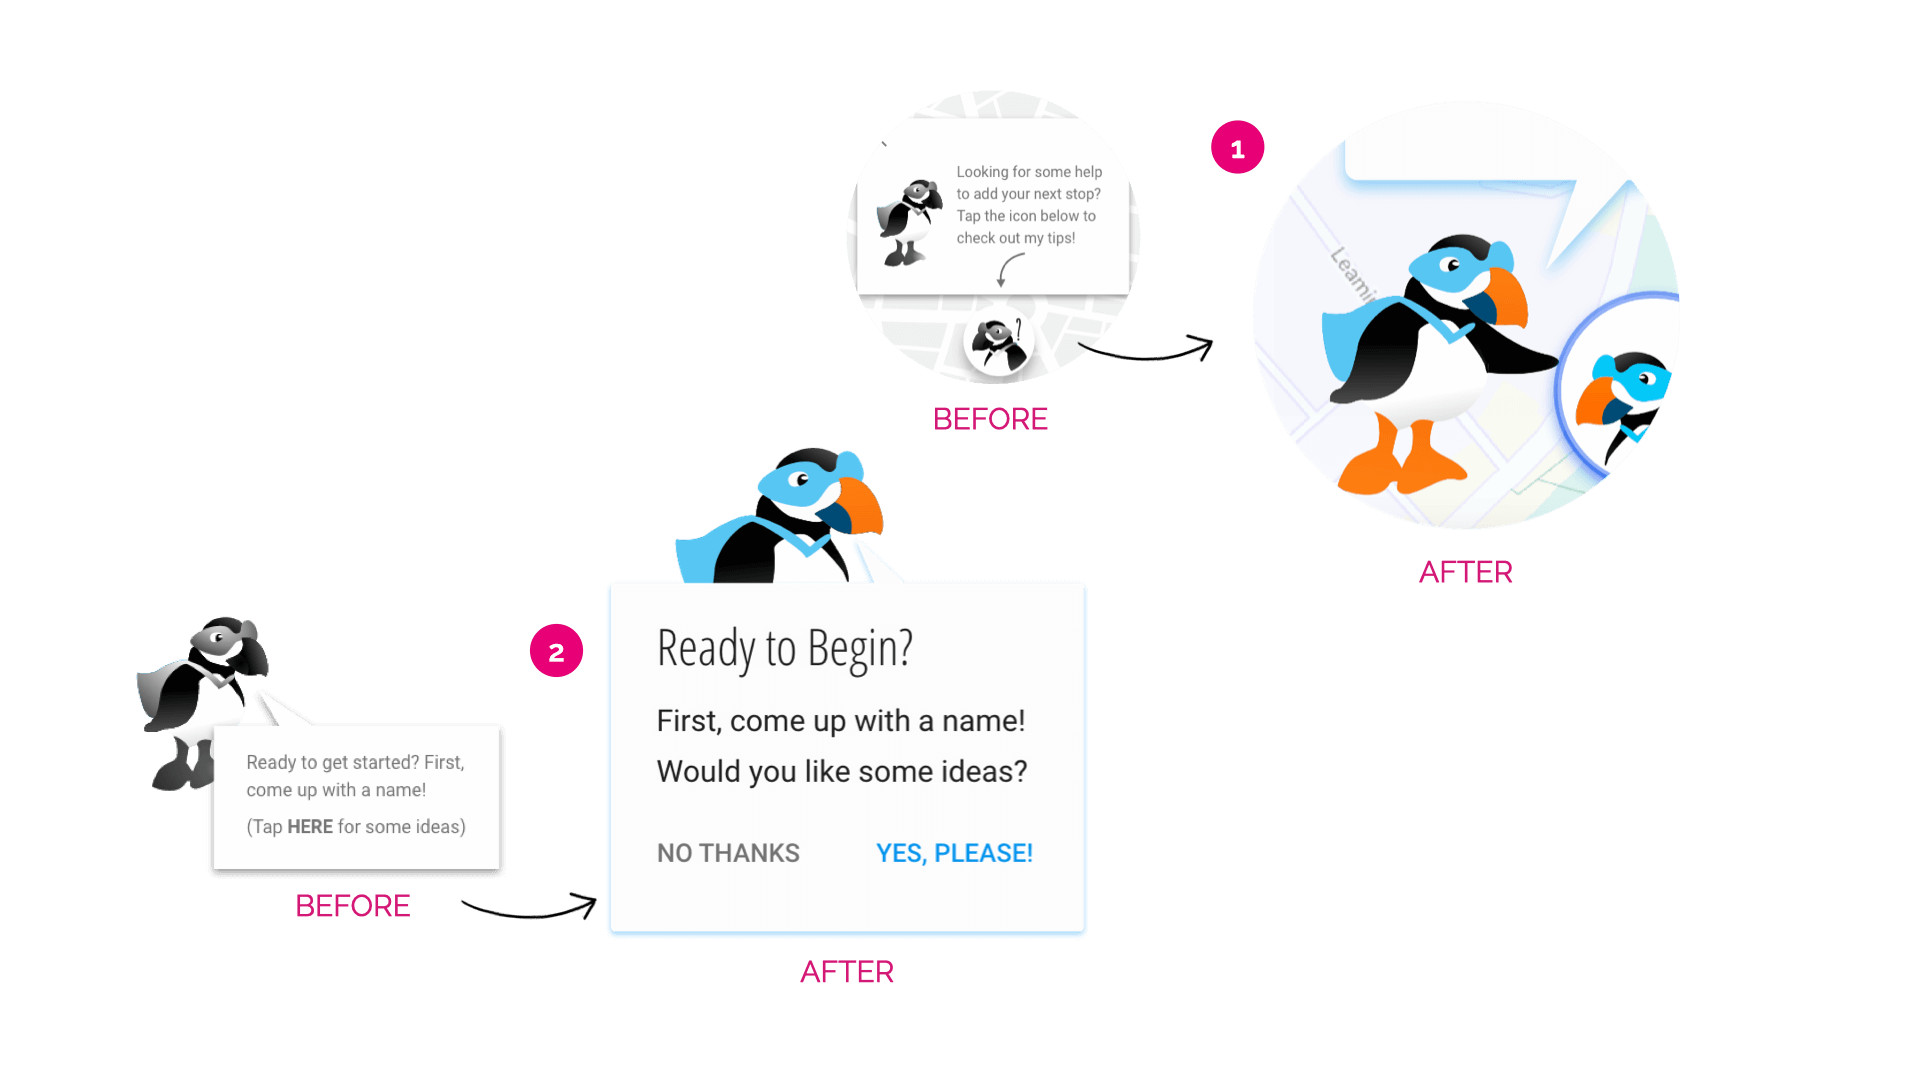 1
Looking for some help
to add your next stop?
Tap the icon below to
check out my tips!
?
BEFORE
AFTER
2
Ready to get started? First,
come up with a name!
(Tap HERE for some ideas)
BEFORE
Ready to Begin?
First, come up with a name!
Would you like some ideas?
NO THANKS
YES, PLEASE!
AFTER